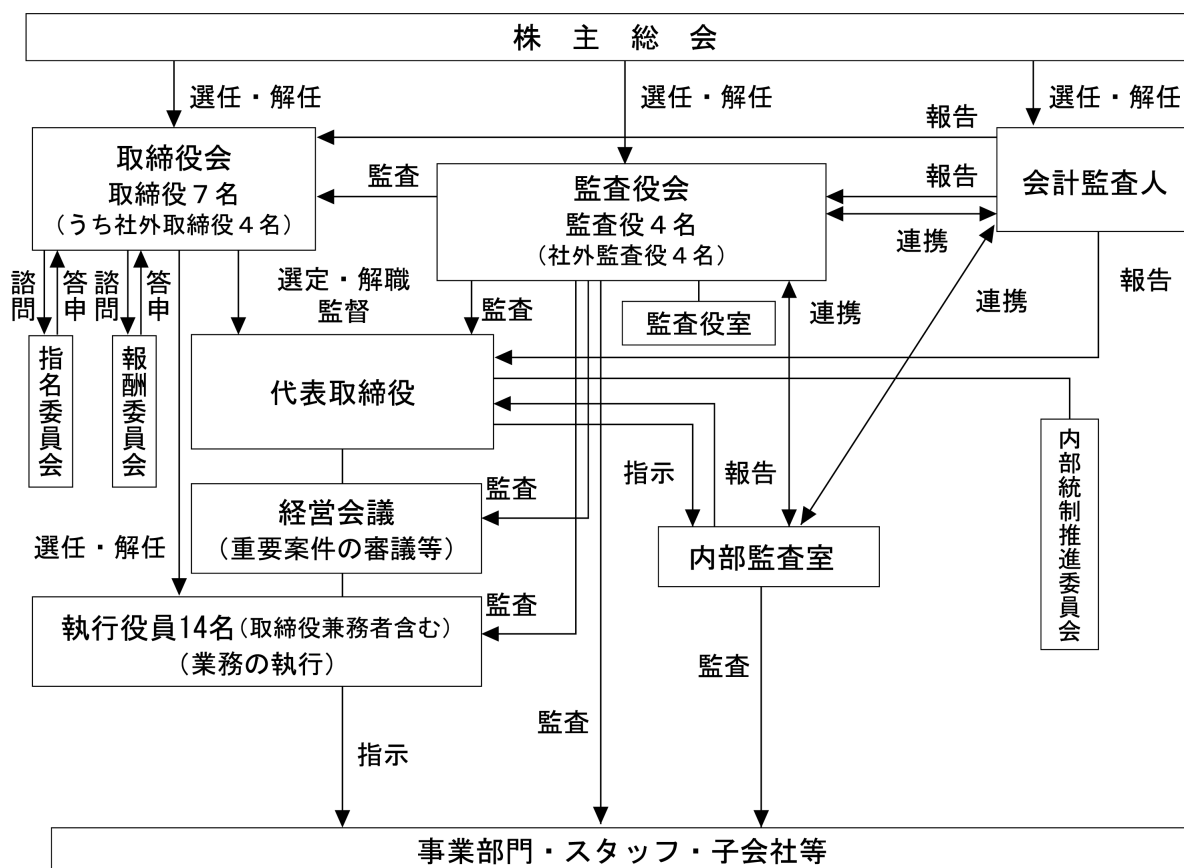 株主総会
選任・解任
選任・解任
選任・解任
報告
取締役会
取締役7名
(うち社外取締役4名)
監査
監査役会
監査役4名
(社外監査役4名)
報告
連携
会計監査人
諮問
答申
諮問
答申
選定・解職
監督
監査
監査役室
連携
連携
報告
指名委員会
報酬委員会
代表取締役
内部統制推進委員会
指示
報告
監査
経営会議
(重要案件の審議等)
選任・解任
内部監査室
監査
執行役員14名(取締役兼務者含む)
(業務の執行)
監査
監査
指示
事業部門・スタッフ・子会社等